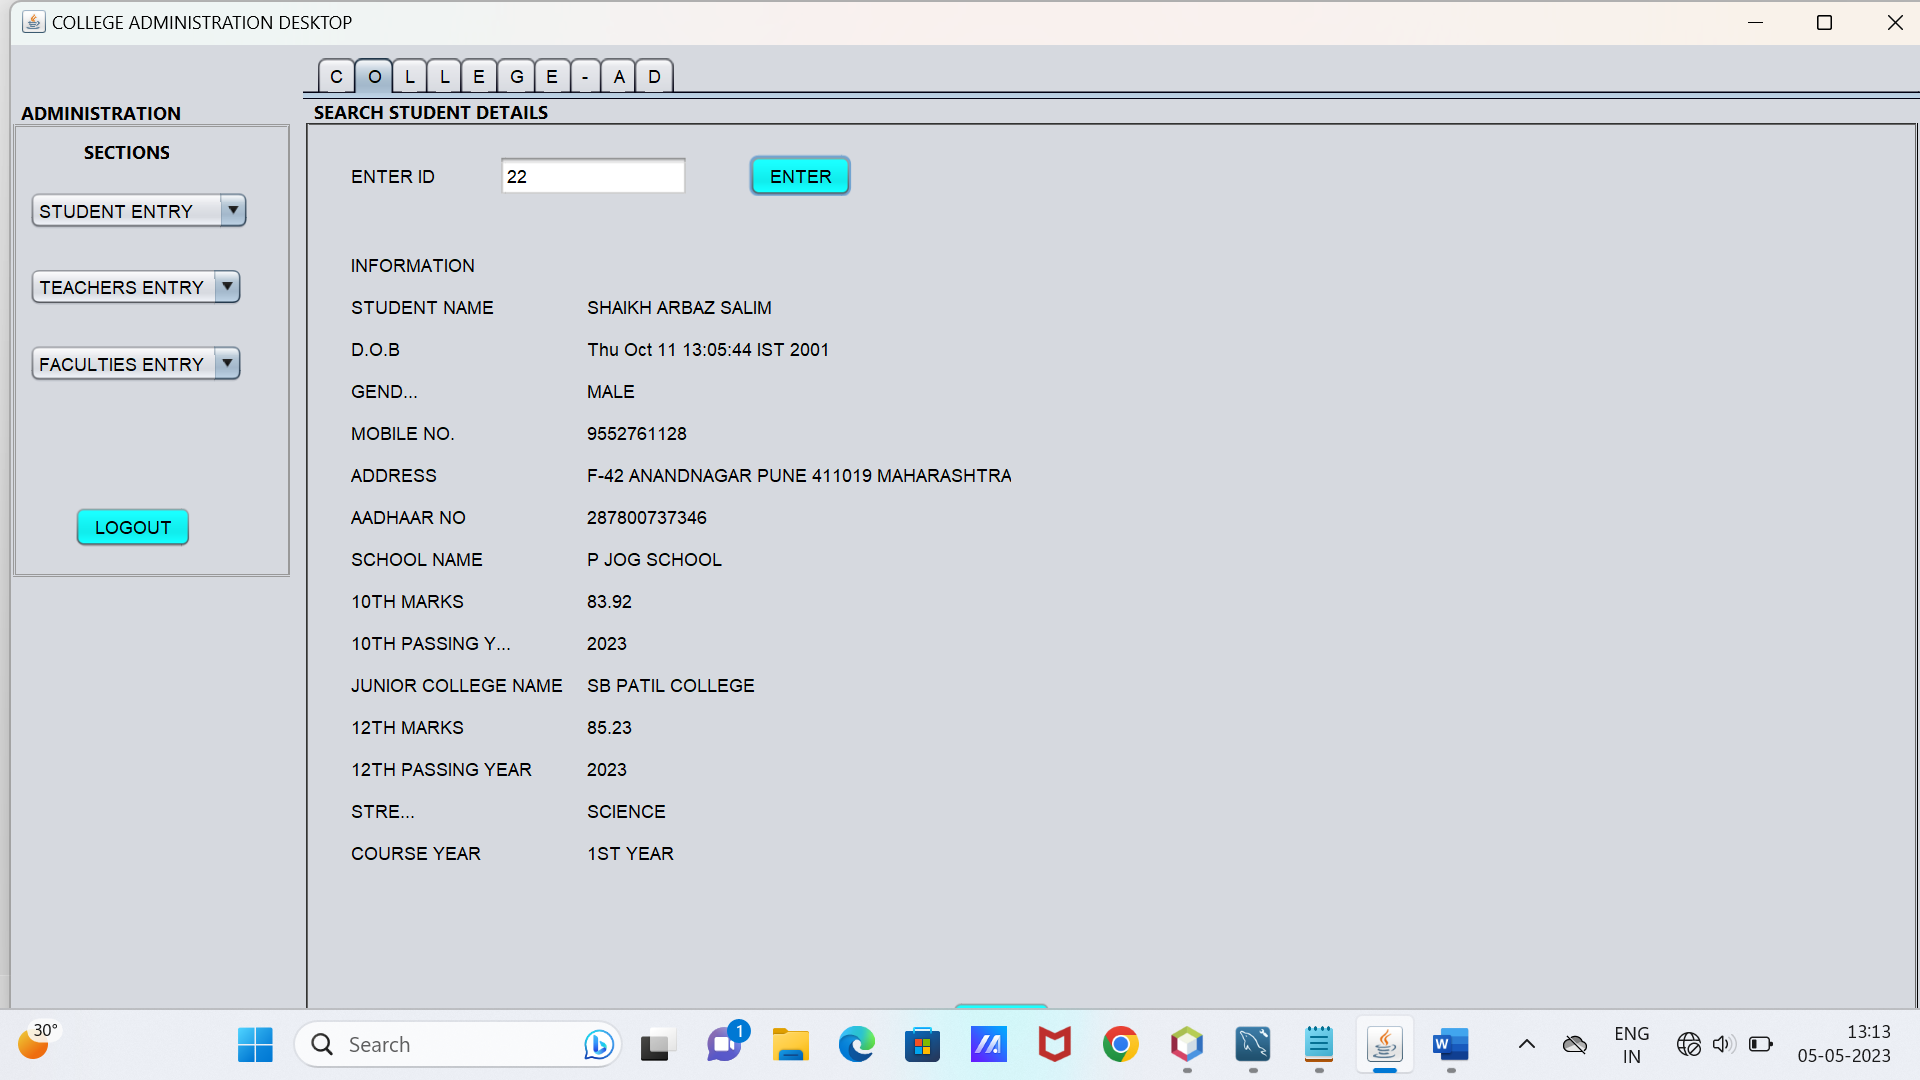 COLLEGE ADMINISTRATION DESKTOP
C O L L E G E - A D
ADMINISTRATION
SECTIONS
STUDENT ENTRY
TEACHERS ENTRY
FACULTIES ENTRY
LOGOUT
SEARCH STUDENT DETAILS
ENTER ID 22 ENTER
INFORMATION
STUDENT NAME SHAIKH ARBAZ SALIM
D.O.B Thu Oct 11 13:05:44 IST 2001
GEND... MALE
MOBILE NO. 9552761128
ADDRESS F-42 ANANDNAGAR PUNE 411019 MAHARASHTRA
AADHAAR NO 287800737346
SCHOOL NAME P JOG SCHOOL
10TH MARKS 83.92
10TH PASSING Y... 2023
JUNIOR COLLEGE NAME SB PATIL COLLEGE
12TH MARKS 85.23
12TH PASSING YEAR 2023
STRE... SCIENCE
COURSE YEAR 1ST YEAR
30°
Search
1
W
ENG
IN
13:13
05-05-2023